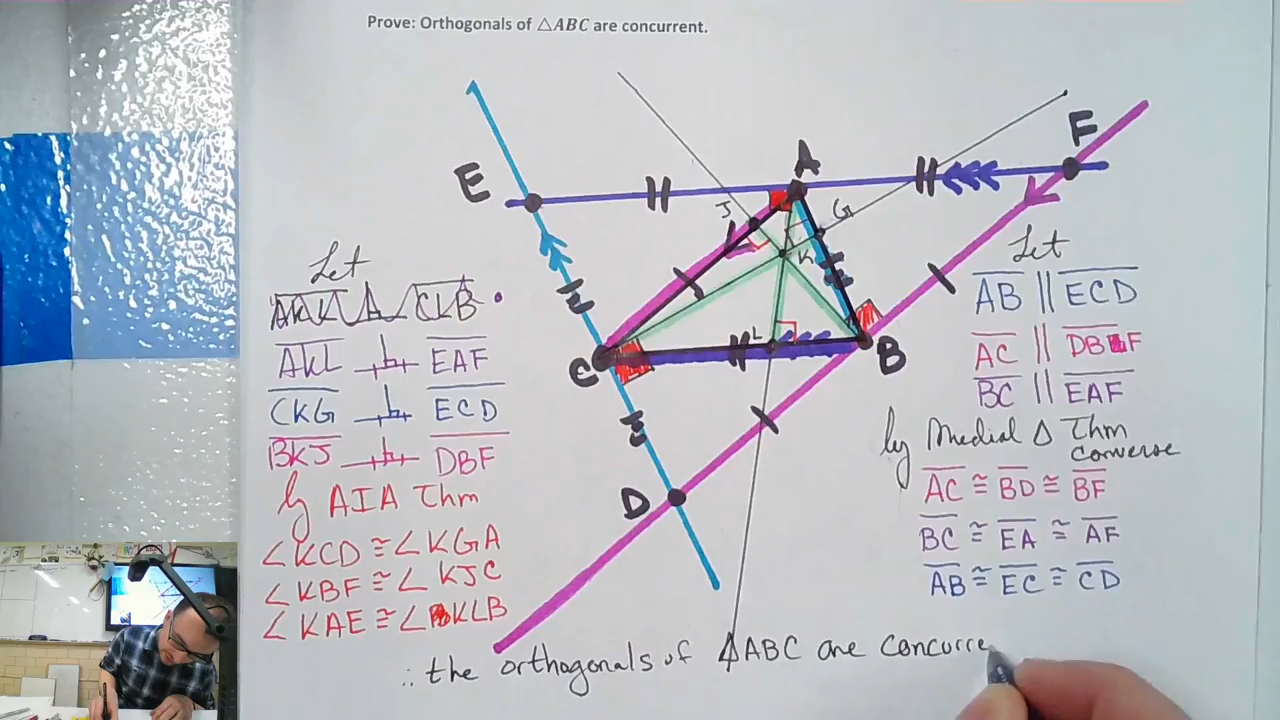 Prove: Orthogonals of △ABC are concurrent.
E
A
F
J
G
K
L
C
B
D
Let
CLB
AKL ⊥ EAF
CKG ⊥ ECD
BKJ ⊥ DBF
by AIA Thm
∠KCD ≅ ∠KGA
∠KBF ≅ ∠KJC
∠KAE ≅ ∠KLB
Let
AB || ECD
AC || DBF
BC || EAF
by Medial △ Thm
converse
AC ≅ BD ≅ BF
BC ≅ EA ≅ AF
AB ≅ EC ≅ CD
∴ the orthogonals of △ABC are concurre